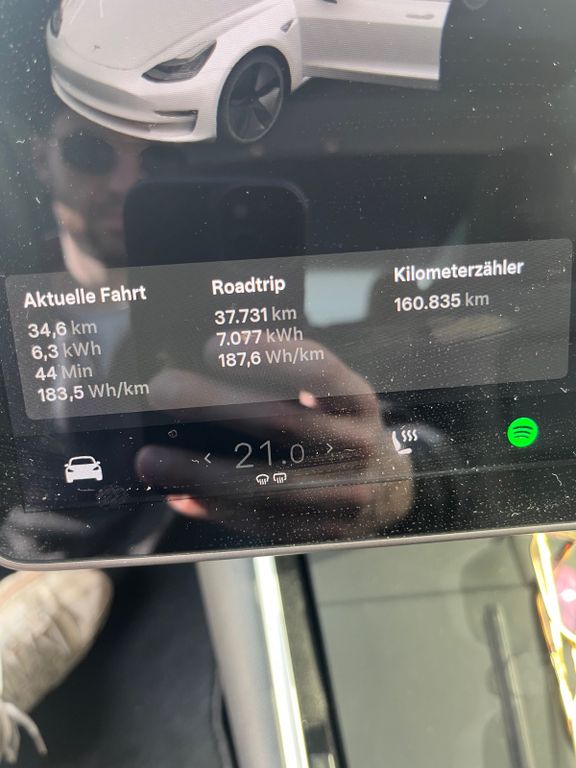 Aktuelle Fahrt
34,6 km
6,3 kWh
44 Min
183,5 Wh/km
Roadtrip
37.731 km
7.077 kWh
187,6 Wh/km
Kilometerzähler
160.835 km
21.0